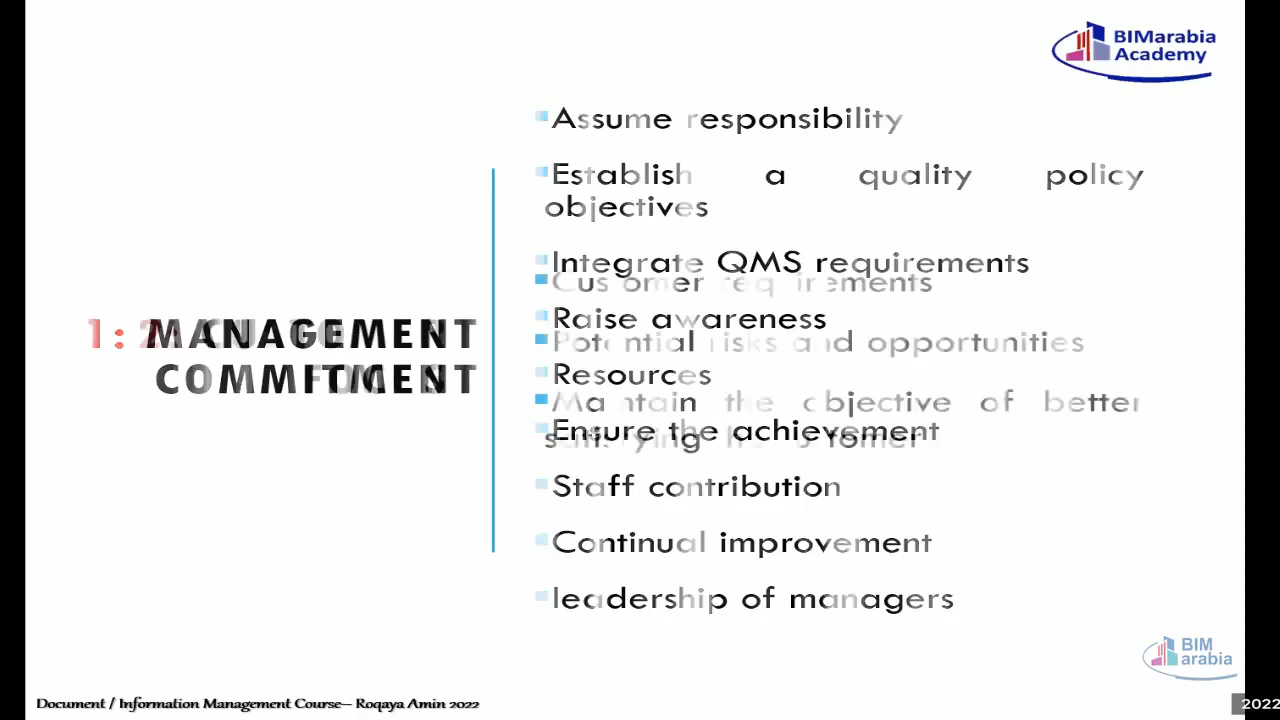 BIMarabia
Academy
Assume responsibility
Establish a quality policy
objectives
Integrate QMS requirements
Customer requirements
Raise awareness
Potential risks and opportunities
Resources
Maintain the objective of better
Ensure the achievement
satisfying the customer
Staff contribution
Continual improvement
leadership of managers
MANAGEMENT
COMMITMENT
BIM
arabia
Document / Information Management Course– Roqaya Amin 2022
2022